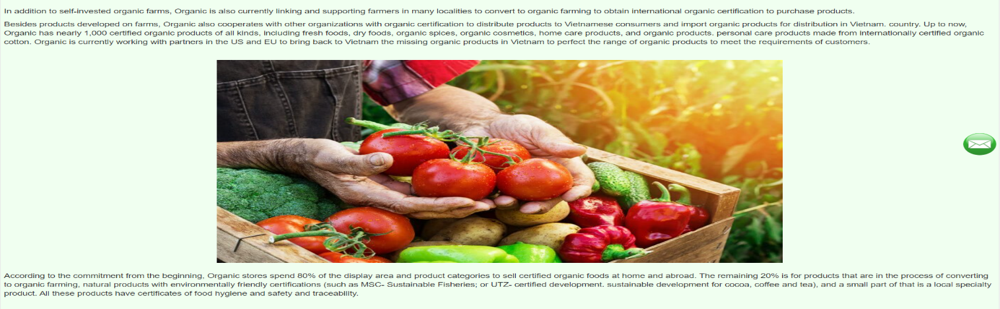 In addition to self-invested organic farms, Organic is also currently linking and supporting farmers in many localities to convert to organic farming to obtain international organic certification to purchase products.
Besides products developed on farms, Organic also cooperates with other organizations with organic certification to distribute products to Vietnamese consumers and import organic products for distribution in Vietnam. country. Up to now,
Organic has nearly 1,000 certified organic products of all kinds, including fresh foods, dry foods, organic spices, organic cosmetics, home care products, and organic products. personal care products made from internationally certified organic
cotton. Organic is currently working with partners in the US and EU to bring back to Vietnam the missing organic products in Vietnam to perfect the range of organic products to meet the requirements of customers.
According to the commitment from the beginning, Organic stores spend 80% of the display area and product categories to sell certified organic foods at home and abroad. The remaining 20% is for products that are in the process of converting
to organic farming, natural products with environmentally friendly certifications (such as MSC- Sustainable Fisheries; or UTZ- certified development. sustainable development for cocoa, coffee and tea), and a small part of that is a local specialty
product. All these products have certificates of food hygiene and safety and traceability.